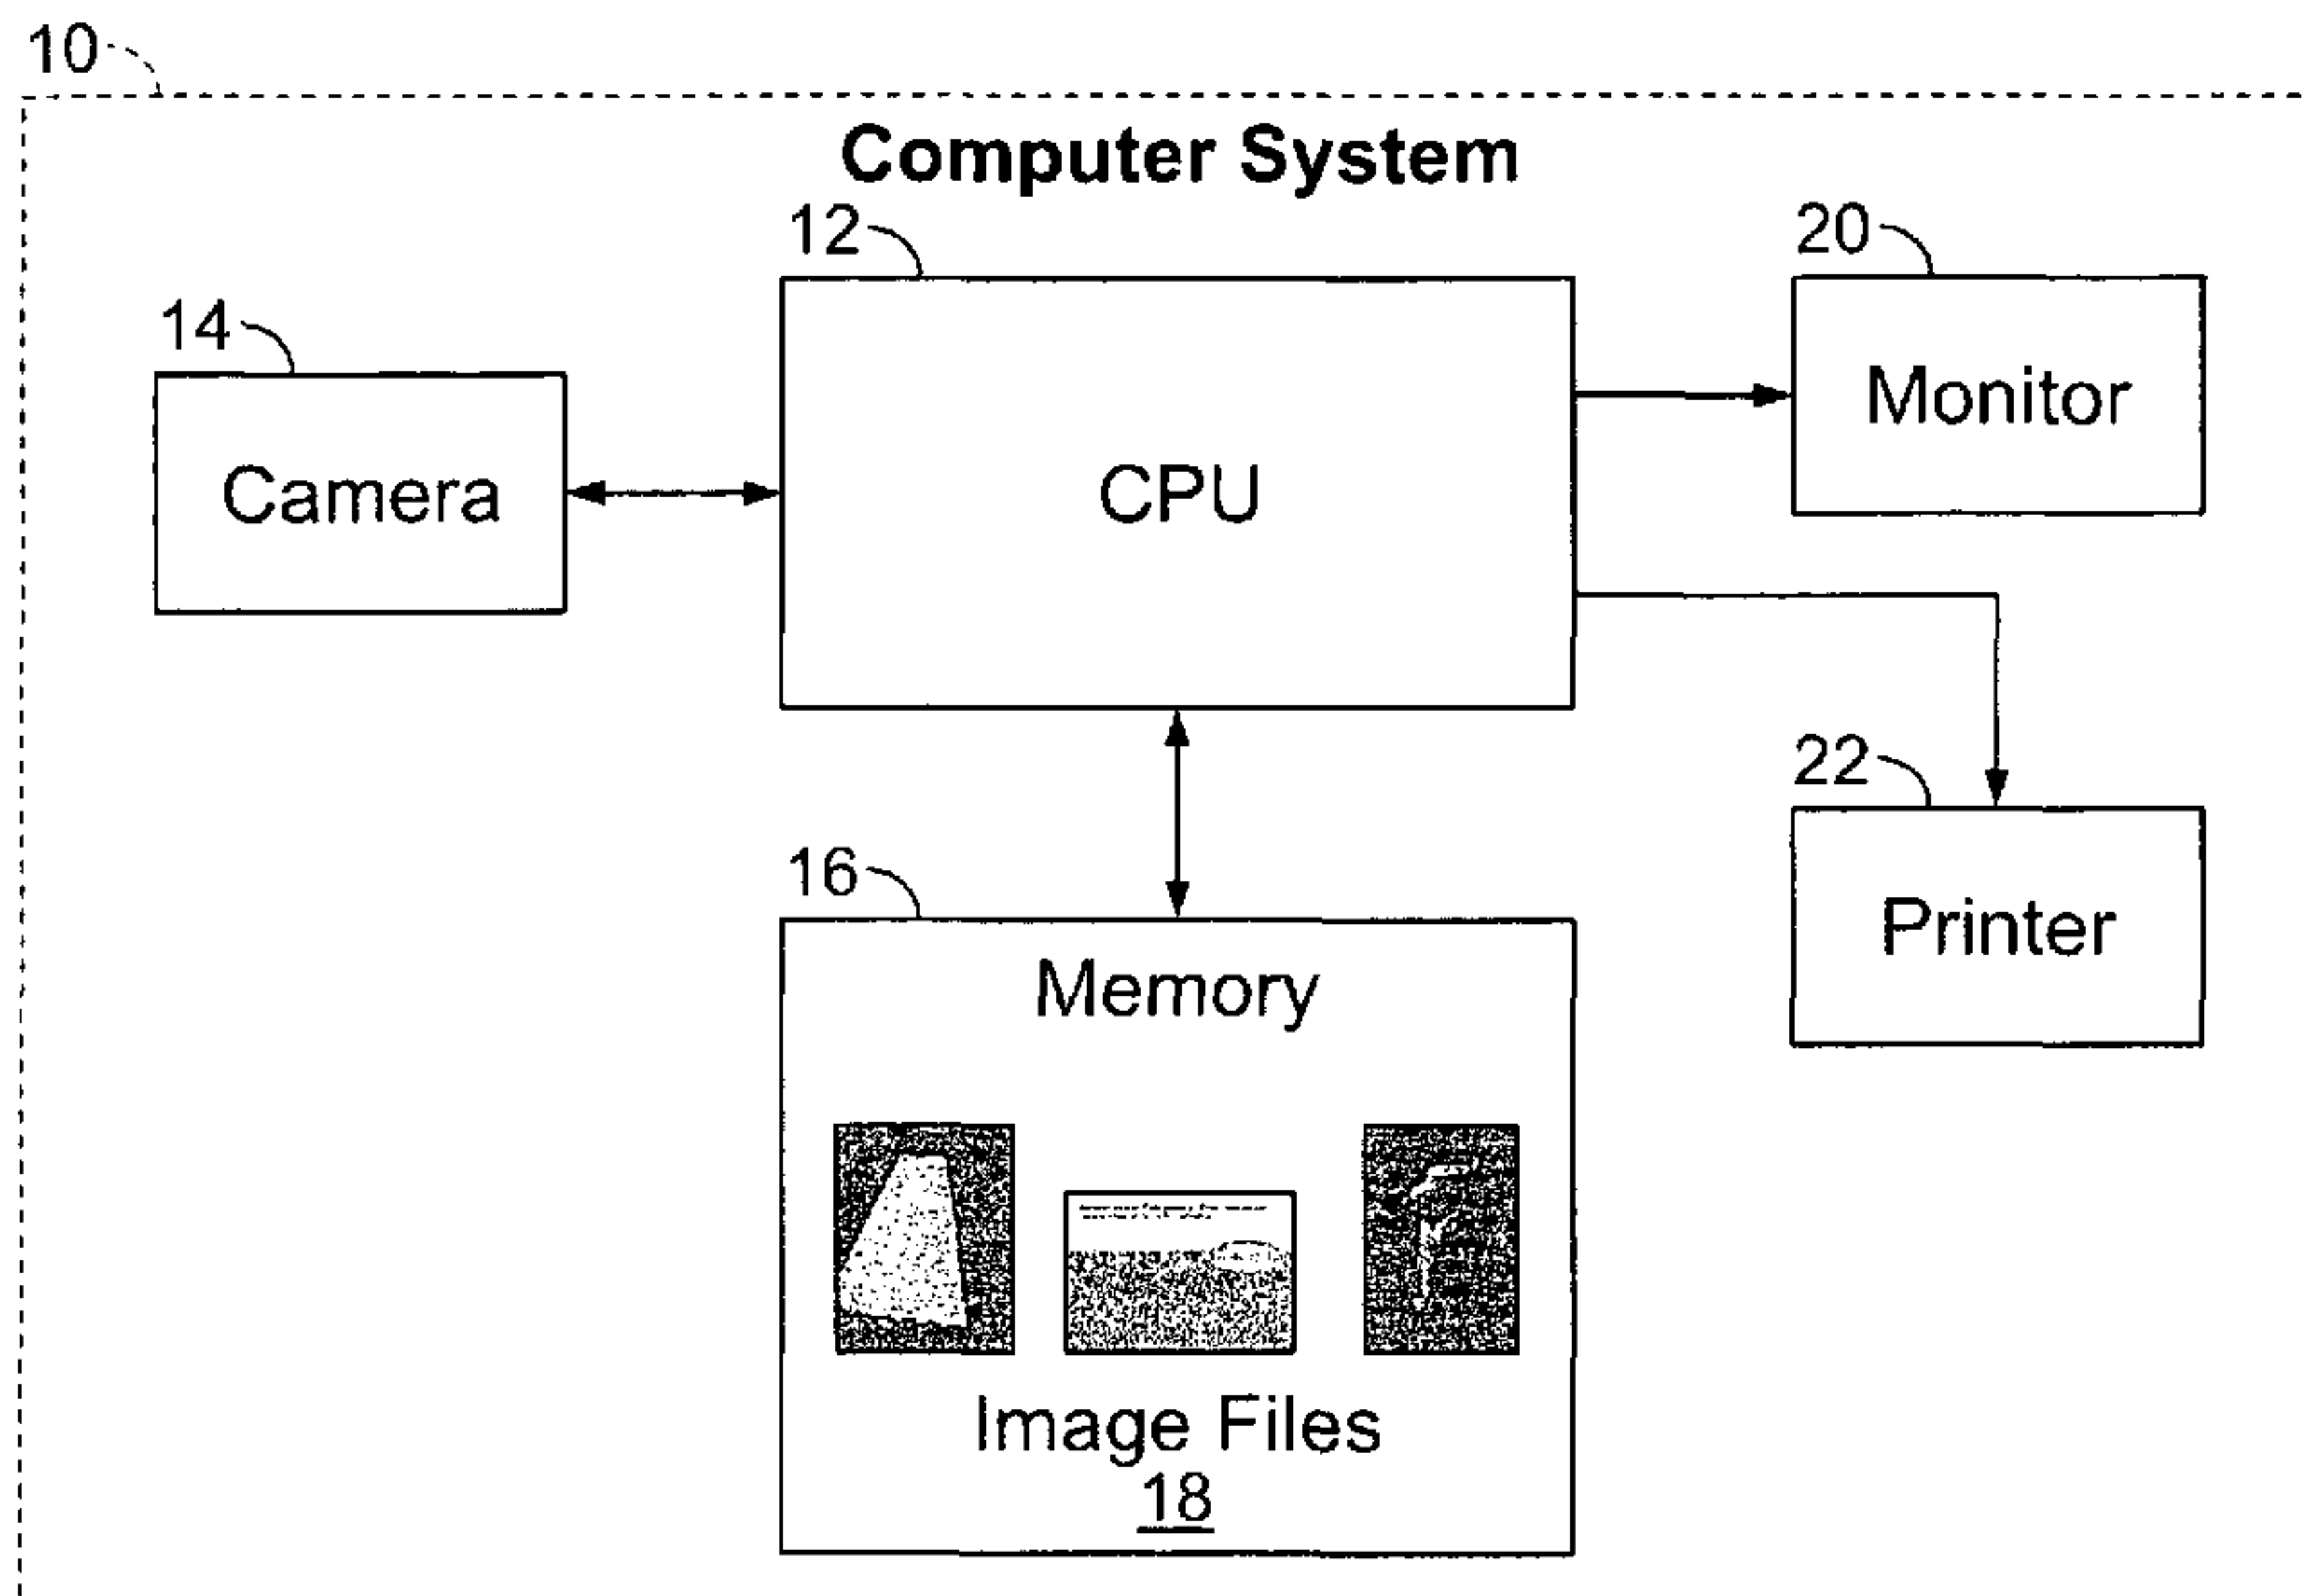 10
Computer System
12
20
14
Monitor
Camera
CPU
22
16
Printer
Memory
Image Files
18